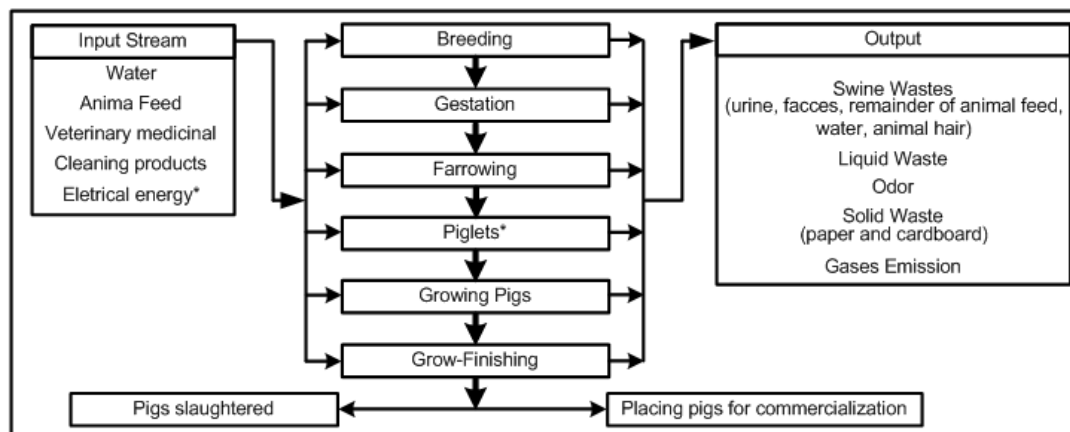 Input Stream
Water
Anima Feed
Veterinary medicinal
Cleaning products
Eletrical energy*
Breeding
Gestation
Farrowing
Piglets*
Growing Pigs
Grow-Finishing
Output
Swine Wastes
(urine, facces, remainder of animal feed,
water, animal hair)
Liquid Waste
Odor
Solid Waste
(paper and cardboard)
Gases Emission
Pigs slaughtered
Placing pigs for commercialization